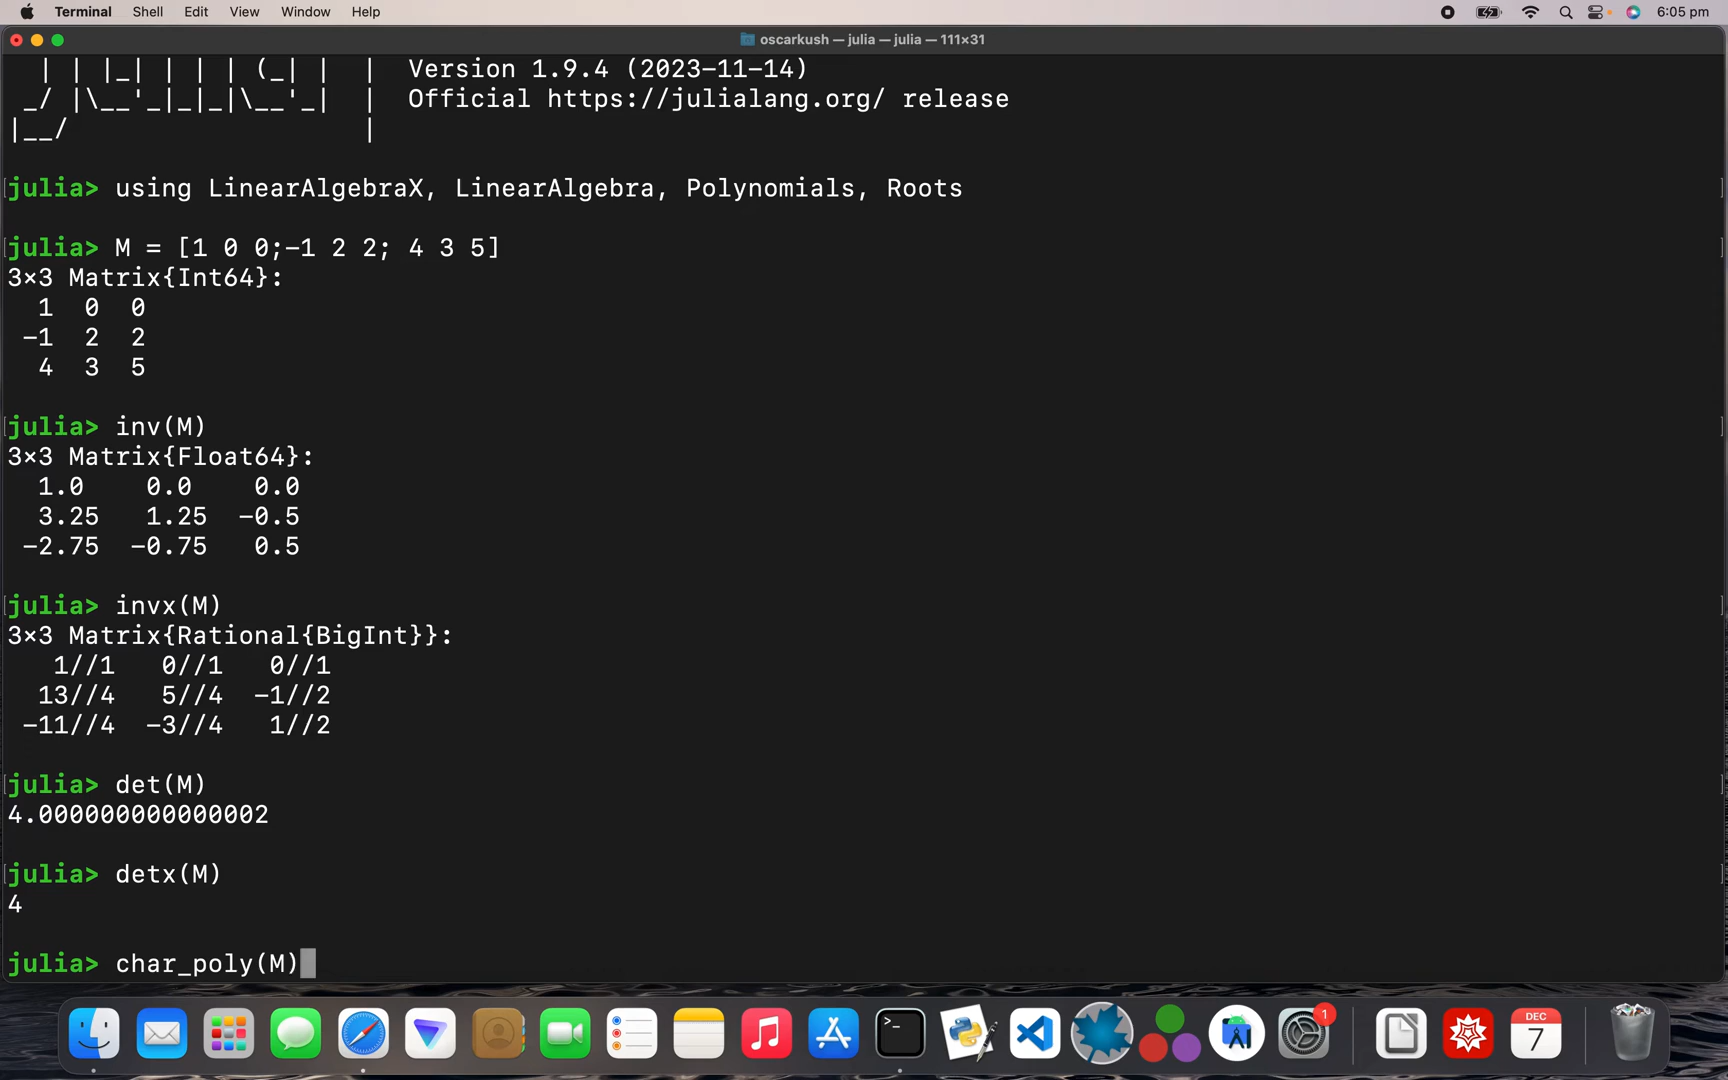 Terminal Shell Edit View Window Help 6:05 pm
oscarkush — julia — julia — 111×31
| | |_| | | | (_| | | Version 1.9.4 (2023-11-14)
_/ |\__'_|_|_|\__'_| | Official https://julialang.org/ release
|__/ |
julia> using LinearAlgebraX, LinearAlgebra, Polynomials, Roots
julia> M = [1 0 0;-1 2 2; 4 3 5]
3×3 Matrix{Int64}:
1 0 0
-1 2 2
4 3 5
julia> inv(M)
3×3 Matrix{Float64}:
1.0 0.0 0.0
3.25 1.25 -0.5
-2.75 -0.75 0.5
julia> invx(M)
3×3 Matrix{Rational{BigInt}}:
1//1 0//1 0//1
13//4 5//4 -1//2
-11//4 -3//4 1//2
julia> det(M)
4.000000000000002
julia> detx(M)
4
julia> char_poly(M)
>_
1
DEC
7